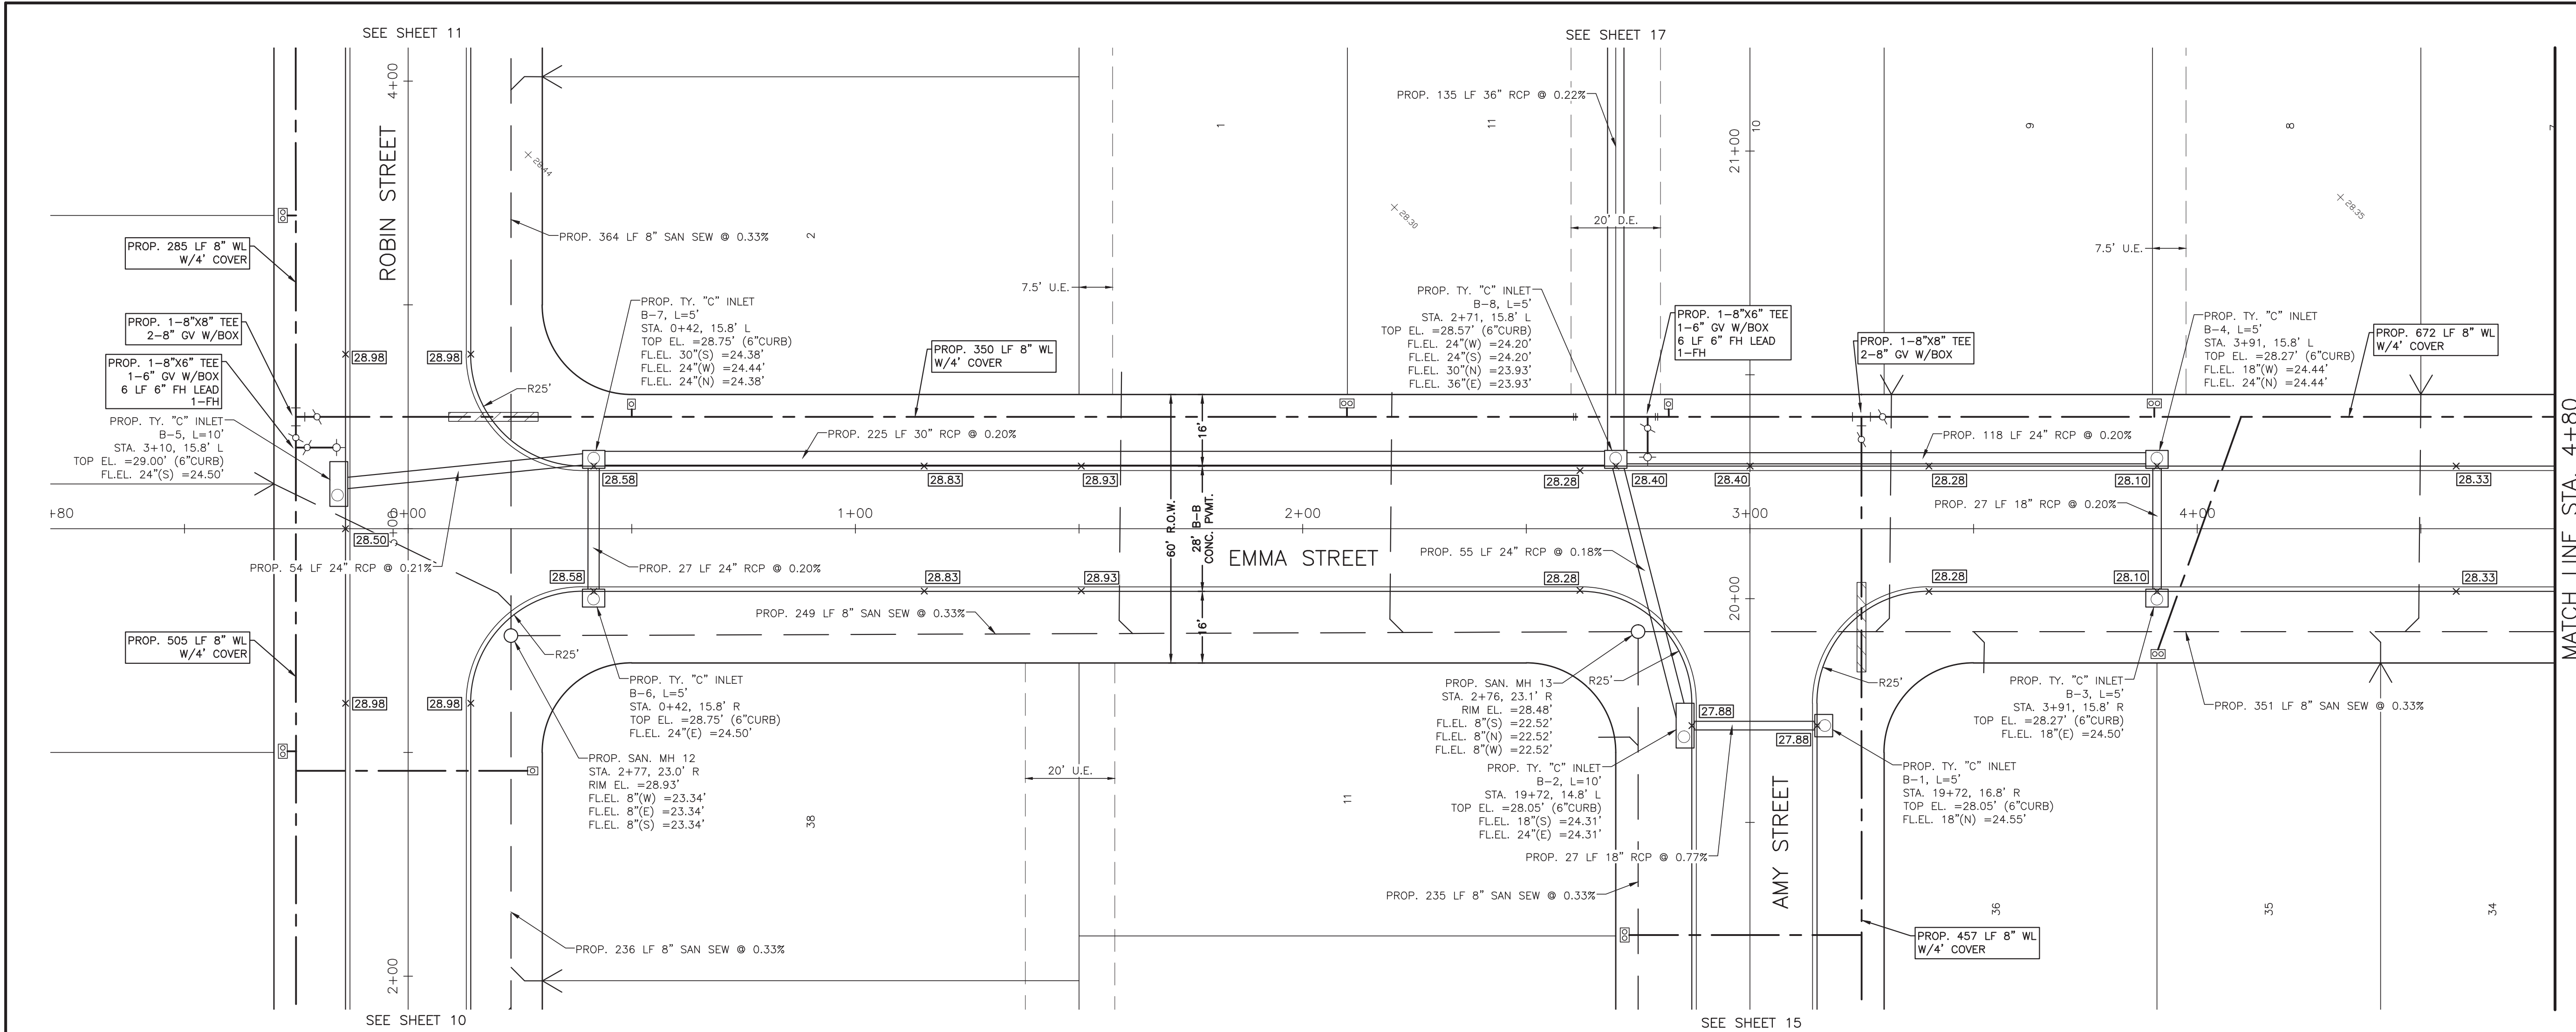 SEE SHEET 11
SEE SHEET 17
4+00
ROBIN STREET
28.44
PROP. 364 LF 8" SAN SEW @ 0.33%
2
1
11
PROP. 135 LF 36" RCP @ 0.22%
28.30
20' D.E.
21+00
10
9
8
28.35
7.5' U.E.
7.5' U.E.
PROP. 285 LF 8" WL
W/4' COVER
PROP. 1-8"X8" TEE
2-8" GV W/BOX
PROP. 1-8"X6" TEE
1-6" GV W/BOX
6 LF 6" FH LEAD
1-FH
PROP. TY. "C" INLET
B-5, L=10'
STA. 3+10, 15.8' L
TOP EL. =29.00' (6"CURB)
FL.EL. 24"(S) =24.50'
28.98
28.98
R25'
PROP. TY. "C" INLET
B-7, L=5'
STA. 0+42, 15.8' L
TOP EL. =28.75' (6"CURB)
FL.EL. 30"(S) =24.38'
FL.EL. 24"(W) =24.44'
FL.EL. 24"(N) =24.38'
PROP. 350 LF 8" WL
W/4' COVER
PROP. 225 LF 30" RCP @ 0.20%
PROP. TY. "C" INLET
B-8, L=5'
STA. 2+71, 15.8' L
TOP EL. =28.57' (6"CURB)
FL.EL. 24"(W) =24.20'
FL.EL. 24"(S) =24.20'
FL.EL. 30"(N) =23.93'
FL.EL. 36"(E) =23.93'
PROP. 1-8"X6" TEE
1-6" GV W/BOX
6 LF 6" FH LEAD
1-FH
PROP. 1-8"X8" TEE
2-8" GV W/BOX
PROP. TY. "C" INLET
B-4, L=5'
STA. 3+91, 15.8' L
TOP EL. =28.27' (6"CURB)
FL.EL. 18"(W) =24.44'
FL.EL. 24"(N) =24.44'
PROP. 672 LF 8" WL
W/4' COVER
PROP. 118 LF 24" RCP @ 0.20%
28.58
28.83
28.93
28.28
28.40
28.40
28.28
28.10
28.33
PROP. 27 LF 18" RCP @ 0.20%
+80
3+00
0+00
1+00
2+00
3+00
4+00
28.50
PROP. 54 LF 24" RCP @ 0.21%
PROP. 27 LF 24" RCP @ 0.20%
60' R.O.W.
16'
28' B-B
CONC. PVMT.
16'
EMMA STREET
PROP. 55 LF 24" RCP @ 0.18%
28.58
28.83
28.93
28.28
28.28
28.10
28.33
20+00
PROP. 249 LF 8" SAN SEW @ 0.33%
MATCH LINE STA. 4+80
PROP. 505 LF 8" WL
W/4' COVER
28.98
28.98
R25'
PROP. TY. "C" INLET
B-6, L=5'
STA. 0+42, 15.8' R
TOP EL. =28.75' (6"CURB)
FL.EL. 24"(E) =24.50'
PROP. SAN. MH 12
STA. 2+77, 23.0' R
RIM EL. =28.93'
FL.EL. 8"(W) =23.34'
FL.EL. 8"(E) =23.34'
FL.EL. 8"(S) =23.34'
38
20' U.E.
11
PROP. SAN. MH 13
STA. 2+76, 23.1' R
RIM EL. =28.48'
FL.EL. 8"(S) =22.52'
FL.EL. 8"(N) =22.52'
FL.EL. 8"(W) =22.52'
R25'
PROP. TY. "C" INLET
B-2, L=10'
STA. 19+72, 14.8' L
TOP EL. =28.05' (6"CURB)
FL.EL. 18"(S) =24.31'
FL.EL. 24"(E) =24.31'
27.88
27.88
R25'
PROP. TY. "C" INLET
B-3, L=5'
STA. 3+91, 15.8' R
TOP EL. =28.27' (6"CURB)
FL.EL. 18"(E) =24.50'
PROP. 351 LF 8" SAN SEW @ 0.33%
PROP. TY. "C" INLET
B-1, L=5'
STA. 19+72, 16.8' R
TOP EL. =28.05' (6"CURB)
FL.EL. 18"(N) =24.55'
PROP. 27 LF 18" RCP @ 0.77%
AMY STREET
PROP. 235 LF 8" SAN SEW @ 0.33%
PROP. 457 LF 8" WL
W/4' COVER
36
35
34
PROP. 236 LF 8" SAN SEW @ 0.33%
2+00
SEE SHEET 10
SEE SHEET 15